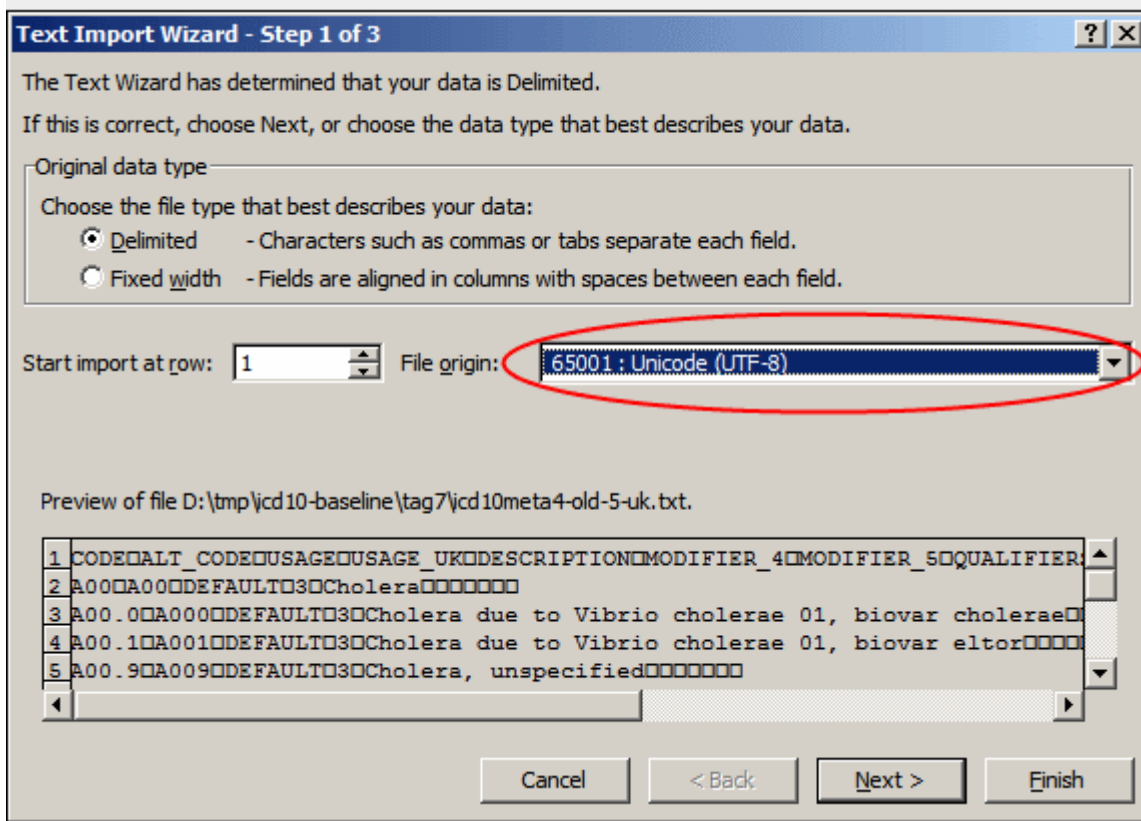 Text Import Wizard - Step 1 of 3
The Text Wizard has determined that your data is Delimited.
If this is correct, choose Next, or choose the data type that best describes your data.
Original data type
Choose the file type that best describes your data:
Delimited - Characters such as commas or tabs separate each field.
Fixed width - Fields are aligned in columns with spaces between each field.
Start import at row: 1 File origin: 65001 : Unicode (UTF-8)
Preview of file D:\tmp\icd10-baseline\tag7\icd10meta4-old-5-uk.txt.
1 CODE□ALT_CODE□USAGE□USAGE_UK□DESCRIPTION□MODIFIER_4□MODIFIER_5□QUALIFIERS
2 A00□A00□DEFAULT□3□Cholera□□□□□□□
3 A00.0□A000□DEFAULT□3□Cholera due to Vibrio cholerae 01, biovar cholerae□
4 A00.1□A001□DEFAULT□3□Cholera due to Vibrio cholerae 01, biovar eltor□□□□
5 A00.9□A009□DEFAULT□3□Cholera, unspecified□□□□□□□
Cancel < Back Next > Finish